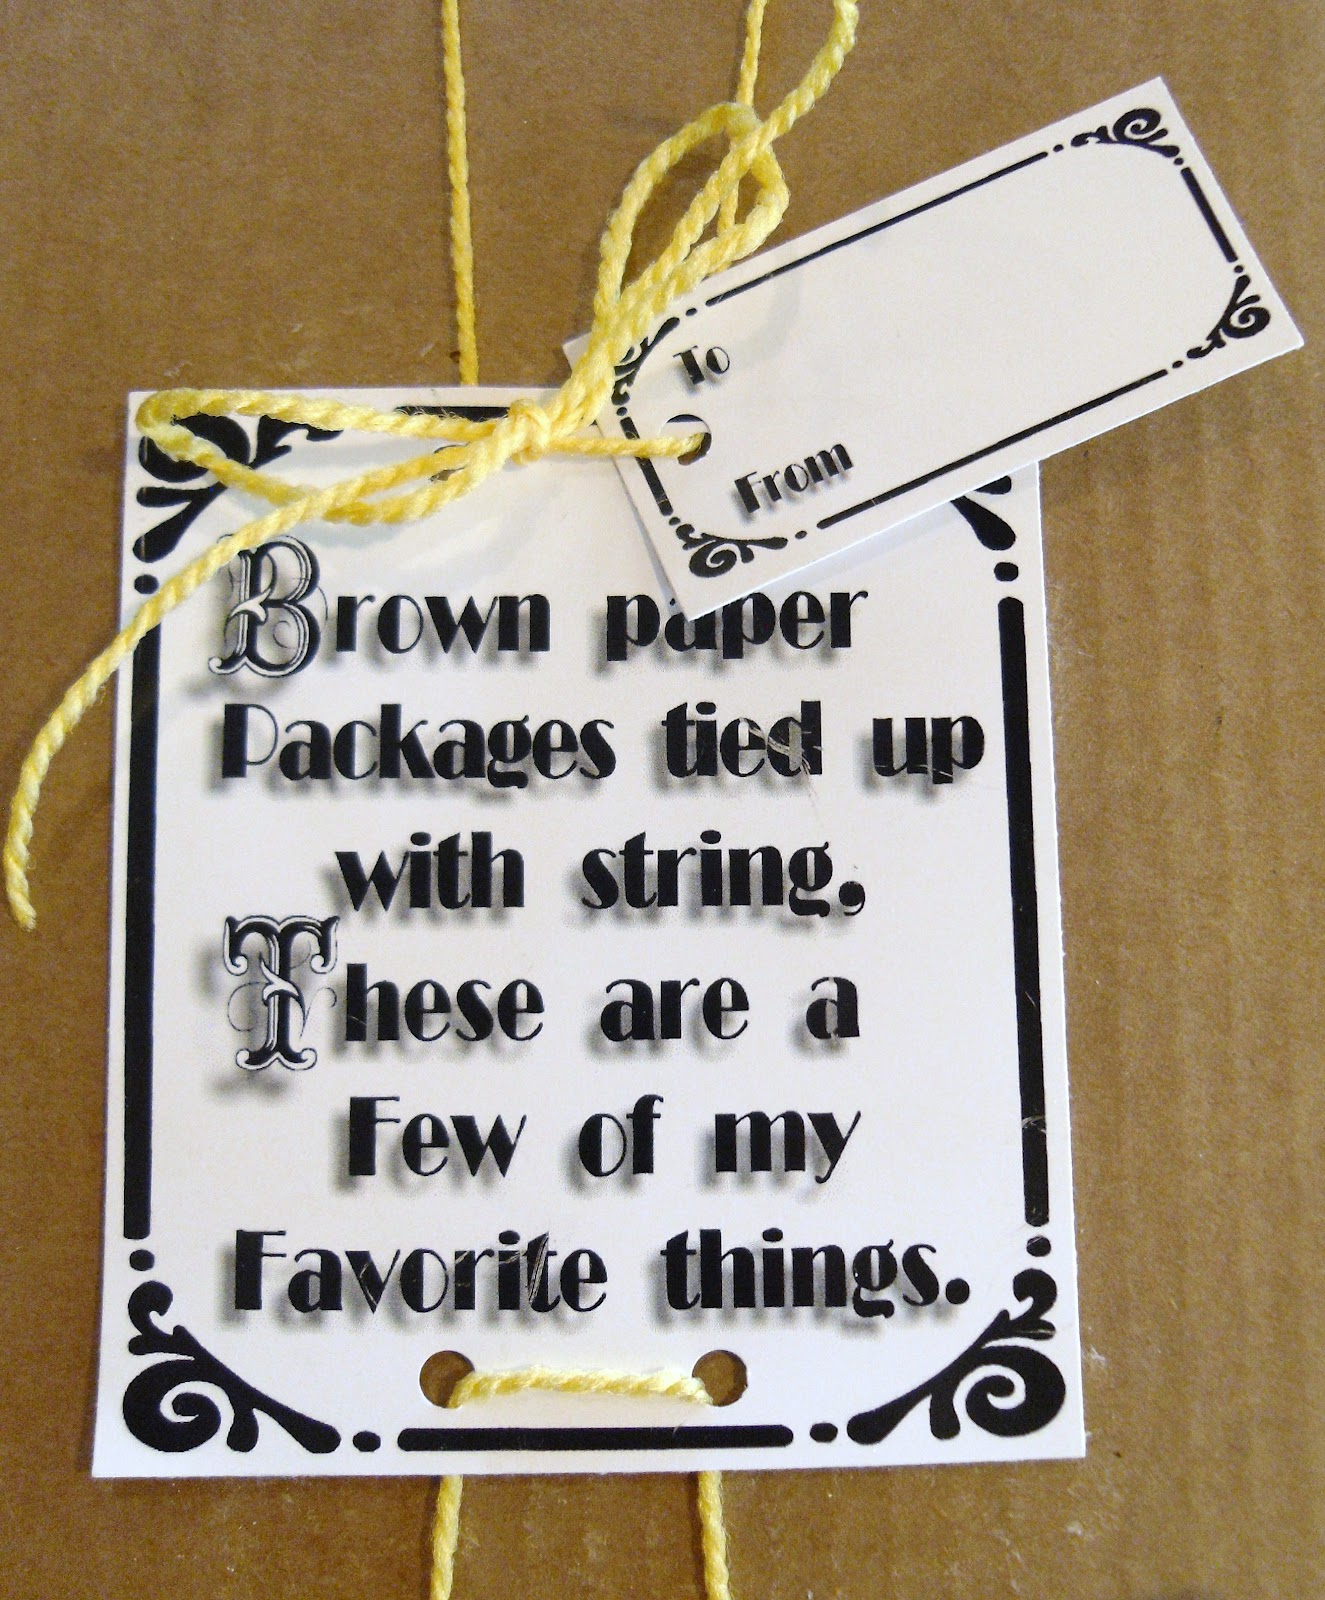 To
From
Brown paper
Packages tied up
with string,
These are a
Few of my
Favorite things.